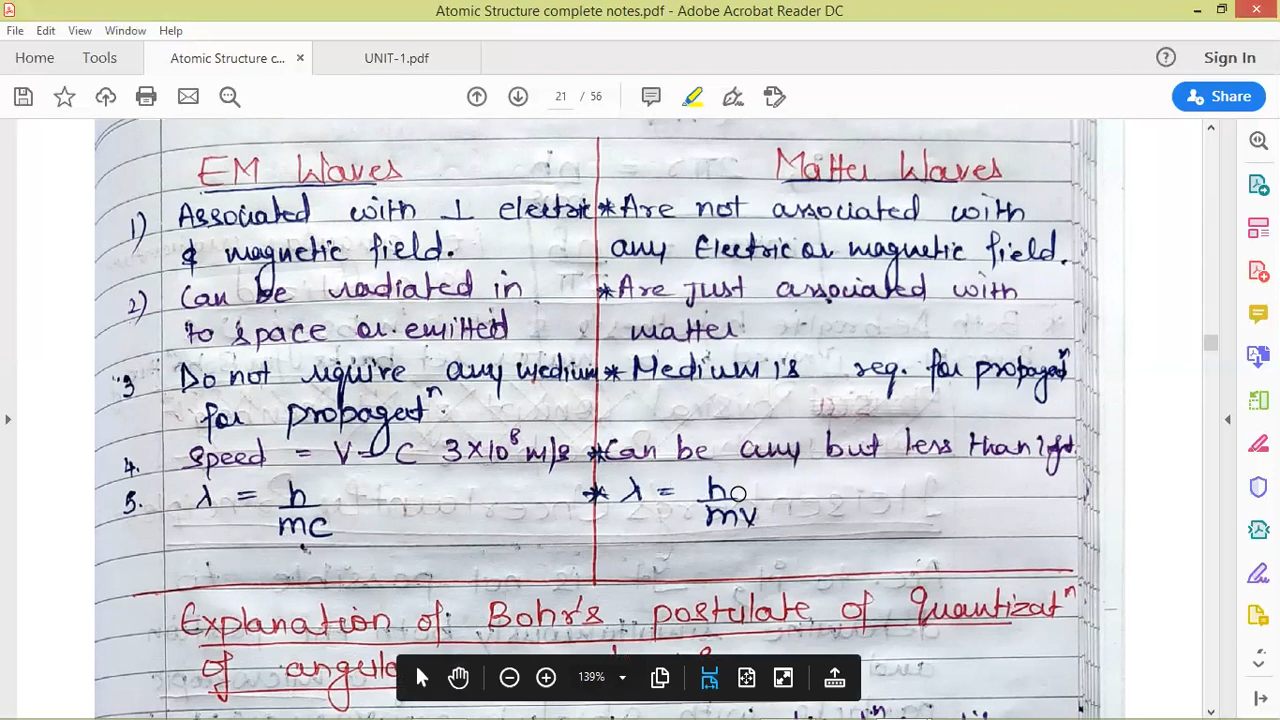 Atomic Structure complete notes.pdf - Adobe Acrobat Reader DC
File Edit View Window Help
Home Tools Atomic Structure c... × UNIT-1.pdf Sign In
21 / 56 Share
EM Waves Matter Waves
1) Associated with ⊥ electric * Are not associated with
& magnetic field. any Electric or magnetic field.
2) Can be radiated in * Are just associated with
to space or emitted matter
3 Do not require any medium * Medium is req. for propagatⁿ
for propagatⁿ.
4. Speed = V = C 3×10⁸ m/s * Can be any but less than light.
5. λ = h/mc * λ = h/mv
Explanation of Bohr's postulate of quantizatⁿ
of
139%